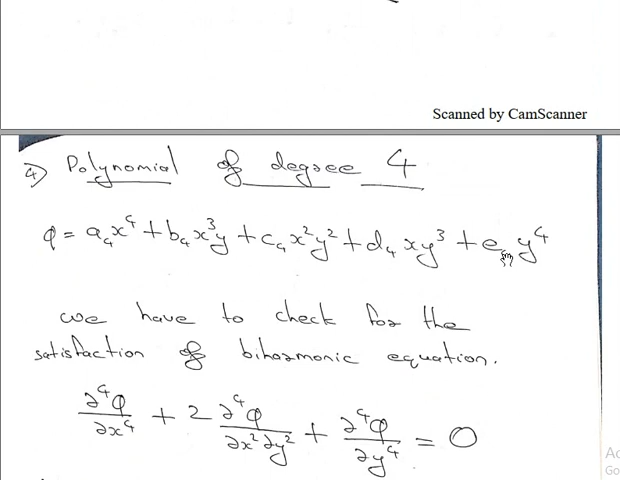 Scanned by CamScanner
4) Polynomial of degree 4
φ = a₄x⁴ + b₄x³y + c₄x²y² + d₄xy³ + e₄y⁴
we have to check for the
satisfaction of biharmonic equation.
∂⁴φ/∂x⁴ + 2 ∂⁴φ/∂x²∂y² + ∂⁴φ/∂y⁴ = 0